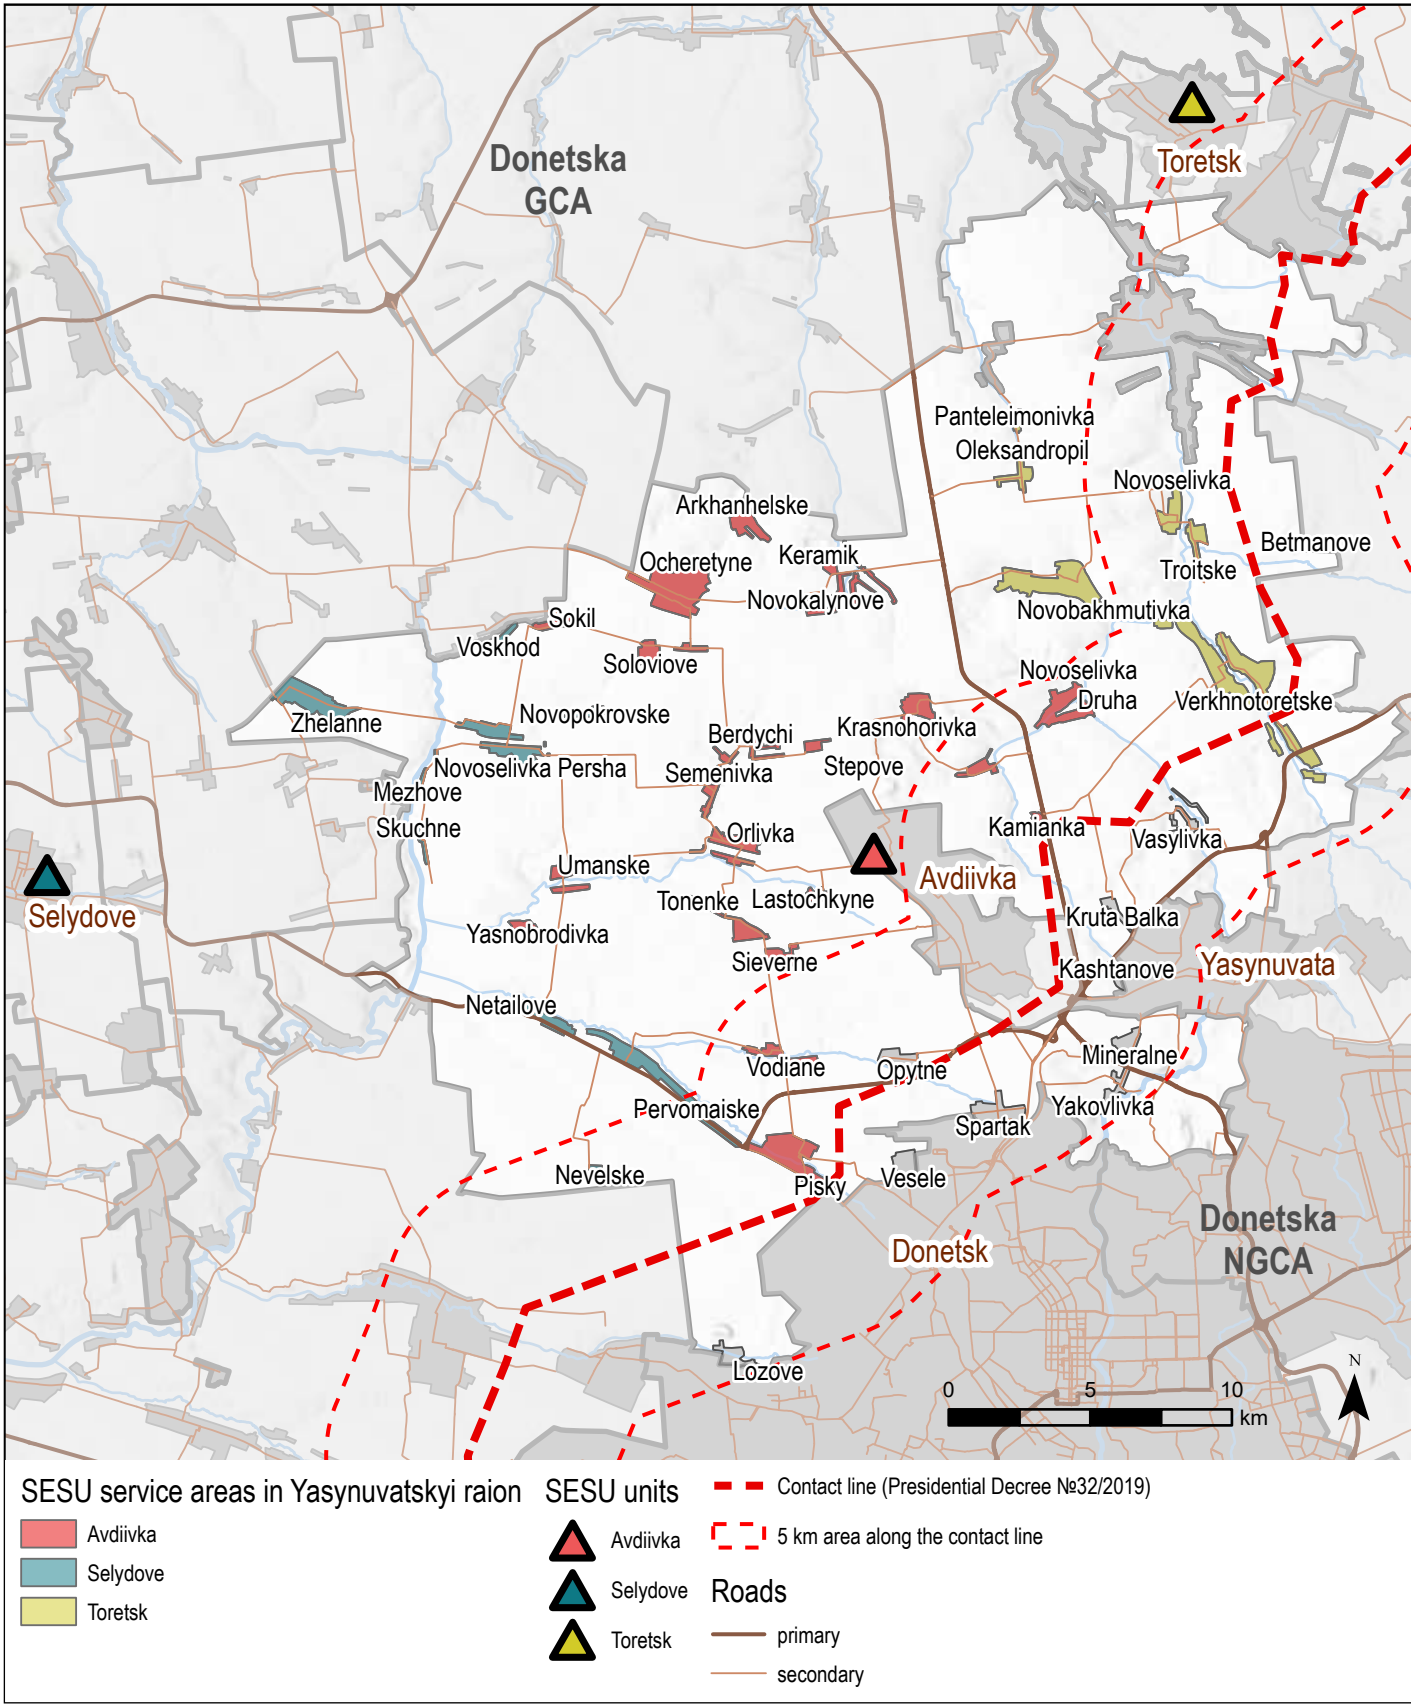 Donetska
GCA
Toretsk
Panteleimonivka
Oleksandropil
Novoselivka
Arkhanhelske
Betmanove
Keramik
Ocheretyne
Troitske
Novokalynove
Novobakhmutivka
Sokil
Voskhod
Soloviove
Novoselivka
Druha
Verkhnotoretske
Zhelanne
Novopokrovske
Krasnohorivka
Berdychi
Stepove
Novoselivka Persha
Semenivka
Mezhove
Skuchne
Orlivka
Kamianka
Vasylivka
Umanske
Avdiivka
Selydove
Tonenke
Lastochkyne
Kruta Balka
Yasnobrodivka
Sieverne
Kashtanove
Yasynuvata
Netailove
Vodiane
Opytne
Mineralne
Pervomaiske
Spartak
Yakovlivka
Nevelske
Pisky
Vesele
Donetska
NGCA
Donetsk
Lozove
N
0 5 10
km
SESU service areas in Yasynuvatskyi raion
Avdiivka
Selydove
Toretsk
SESU units
Avdiivka
Selydove
Toretsk
Contact line (Presidential Decree №32/2019)
5 km area along the contact line
Roads
primary
secondary